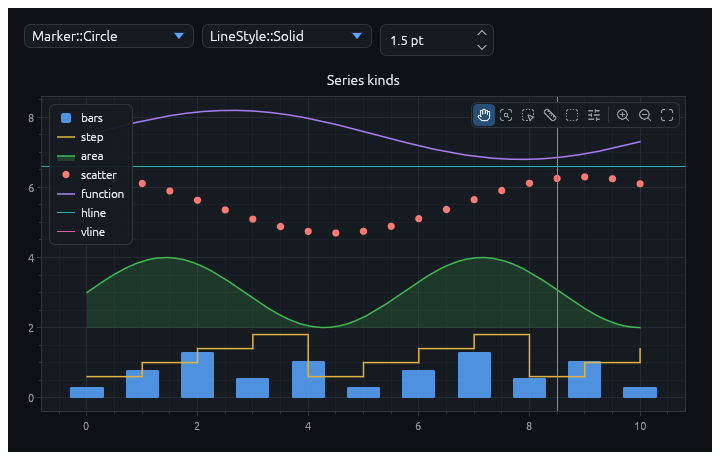 Marker::Circle
LineStyle::Solid
1.5 pt
Series kinds
bars
step
area
scatter
function
hline
vline
8
6
4
2
0
0 2 4 6 8 10